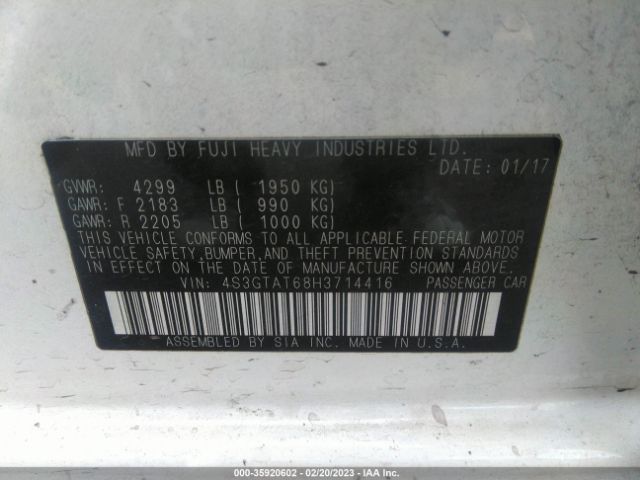 MFD BY FUJI HEAVY INDUSTRIES LTD.
DATE: 01/17
GVWR: 4299 LB ( 1950 KG)
GAWR: F 2183 LB ( 990 KG)
GAWR: R 2205 LB ( 1000 KG)
THIS VEHICLE CONFORMS TO ALL APPLICABLE FEDERAL MOTOR
VEHICLE SAFETY, BUMPER, AND THEFT PREVENTION STANDARDS
IN EFFECT ON THE DATE OF MANUFACTURE SHOWN ABOVE.
VIN: 4S3GTAT68H3714416 PASSENGER CAR
ASSEMBLED BY SIA INC. MADE IN U.S.A.
000-35920602 - 02/20/2023 - IAA Inc.